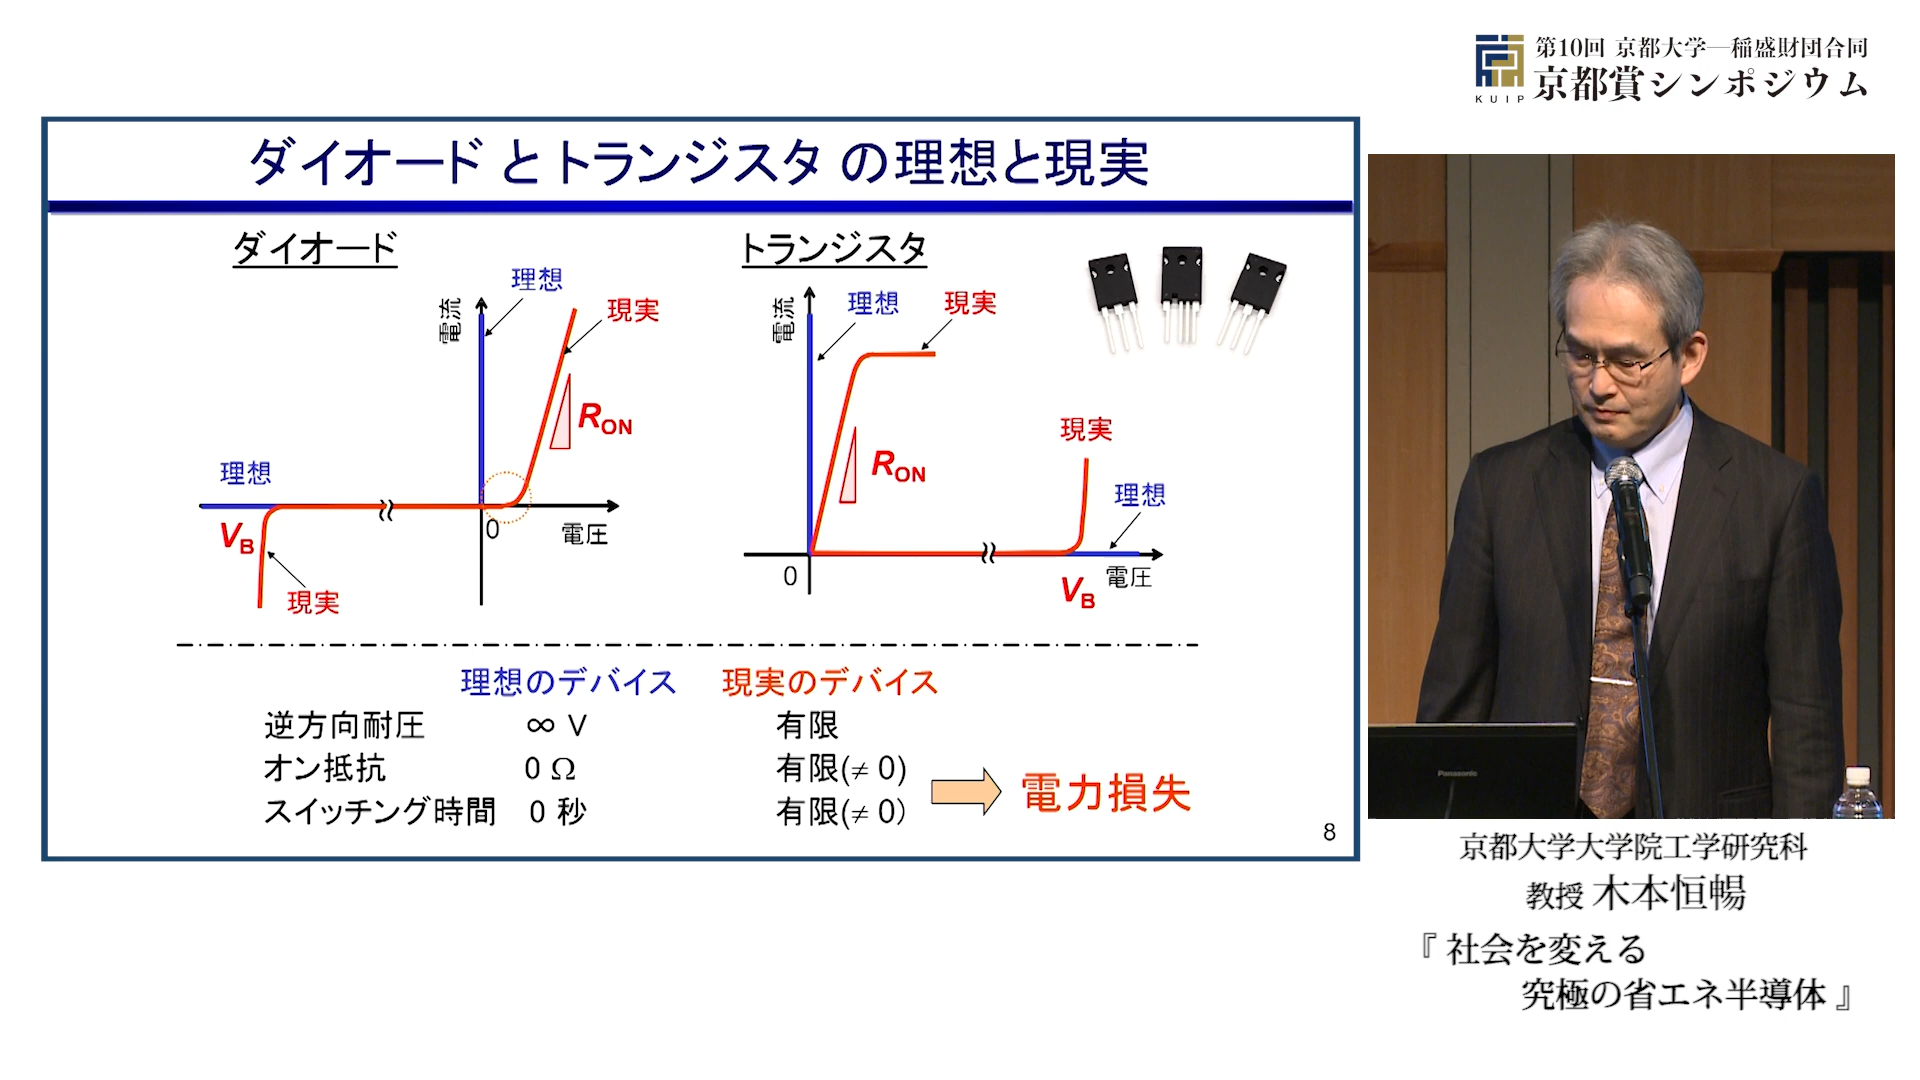 第10回 京都大学―稲盛財団合同
京都賞シンポジウム
KUIP
ダイオード と トランジスタ の理想と現実
ダイオード
電流
理想
現実
RON
理想
VB
0
電圧
現実
トランジスタ
電流
理想
現実
RON
現実
理想
0
VB
電圧
理想のデバイス 現実のデバイス
逆方向耐圧 ∞ V 有限
オン抵抗 0 Ω 有限(≠ 0)
スイッチング時間 0 秒 有限(≠ 0)
電力損失
8
Panasonic
京都大学大学院工学研究科
教授 木本恒暢
『 社会を変える
究極の省エネ半導体 』